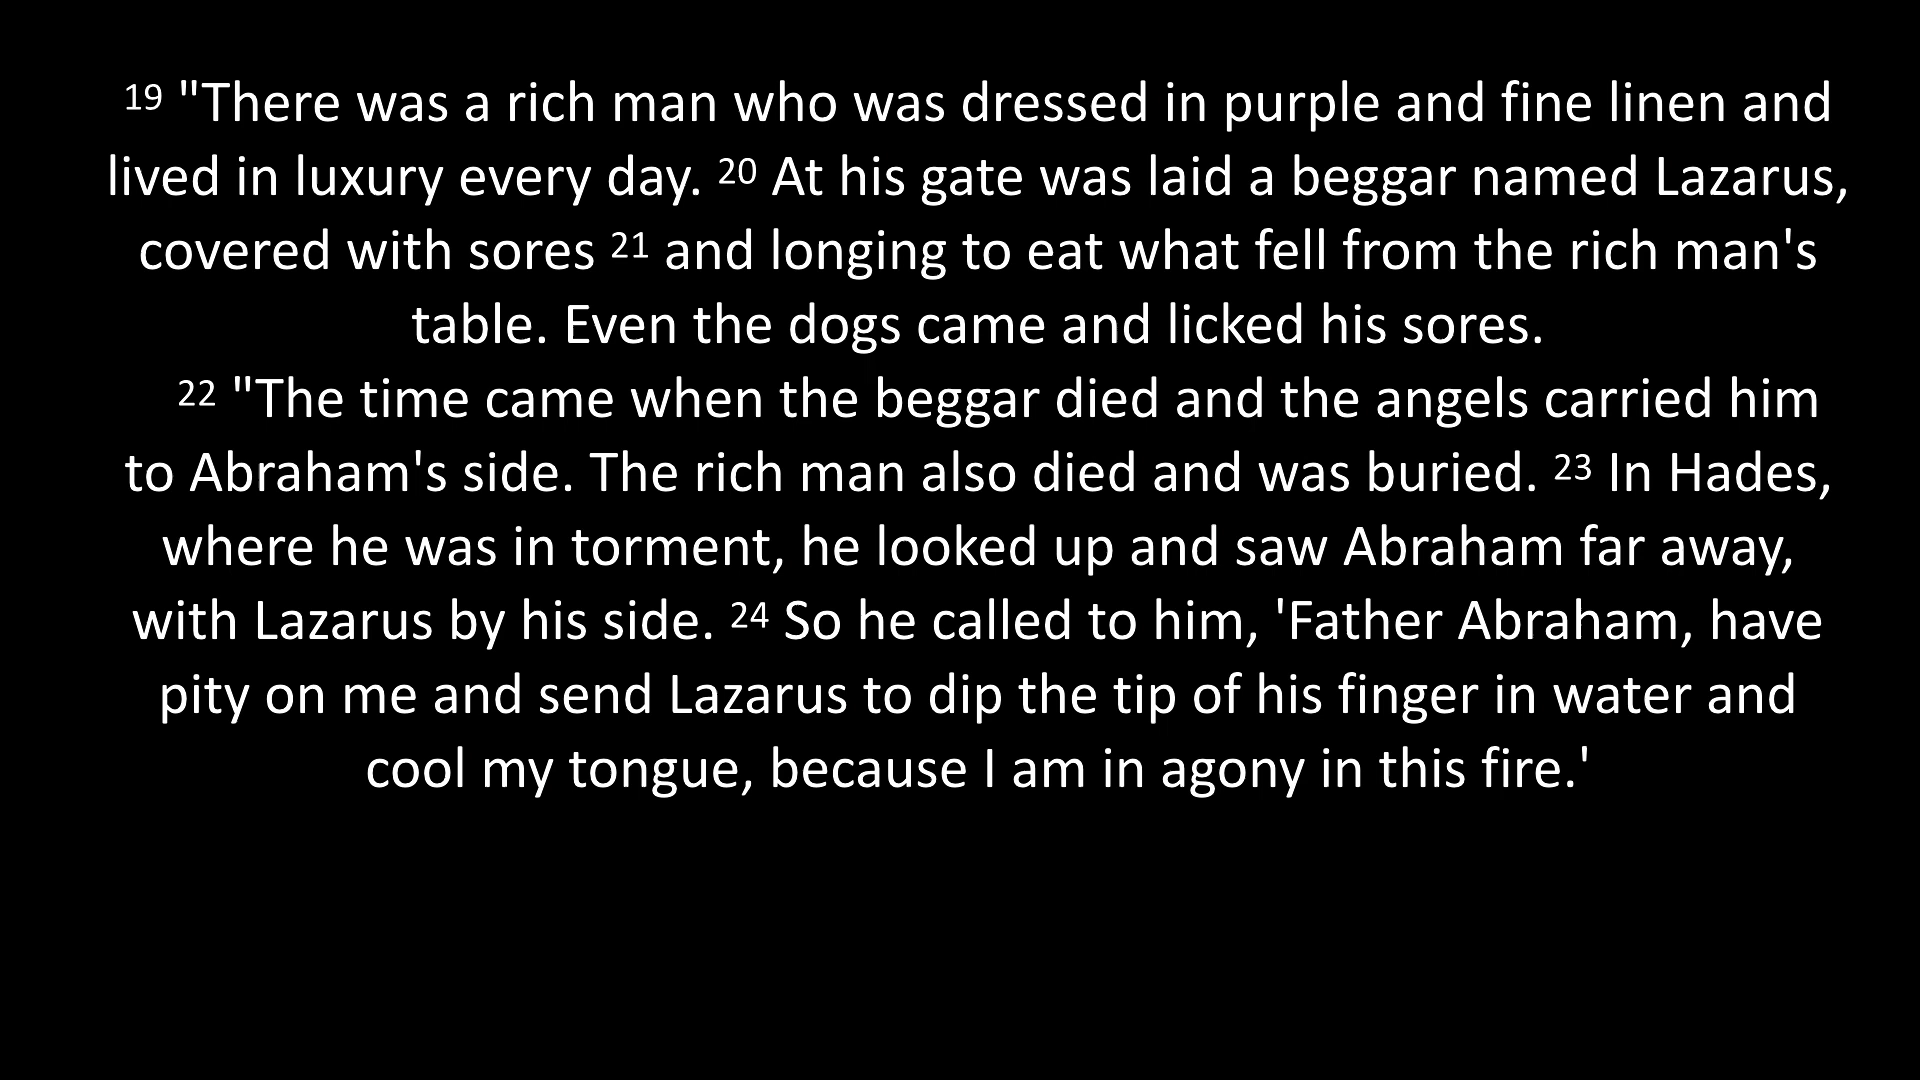 19 "There was a rich man who was dressed in purple and fine linen and
lived in luxury every day. 20 At his gate was laid a beggar named Lazarus,
covered with sores 21 and longing to eat what fell from the rich man's
table. Even the dogs came and licked his sores.
22 "The time came when the beggar died and the angels carried him
to Abraham's side. The rich man also died and was buried. 23 In Hades,
where he was in torment, he looked up and saw Abraham far away,
with Lazarus by his side. 24 So he called to him, 'Father Abraham, have
pity on me and send Lazarus to dip the tip of his finger in water and
cool my tongue, because I am in agony in this fire.'